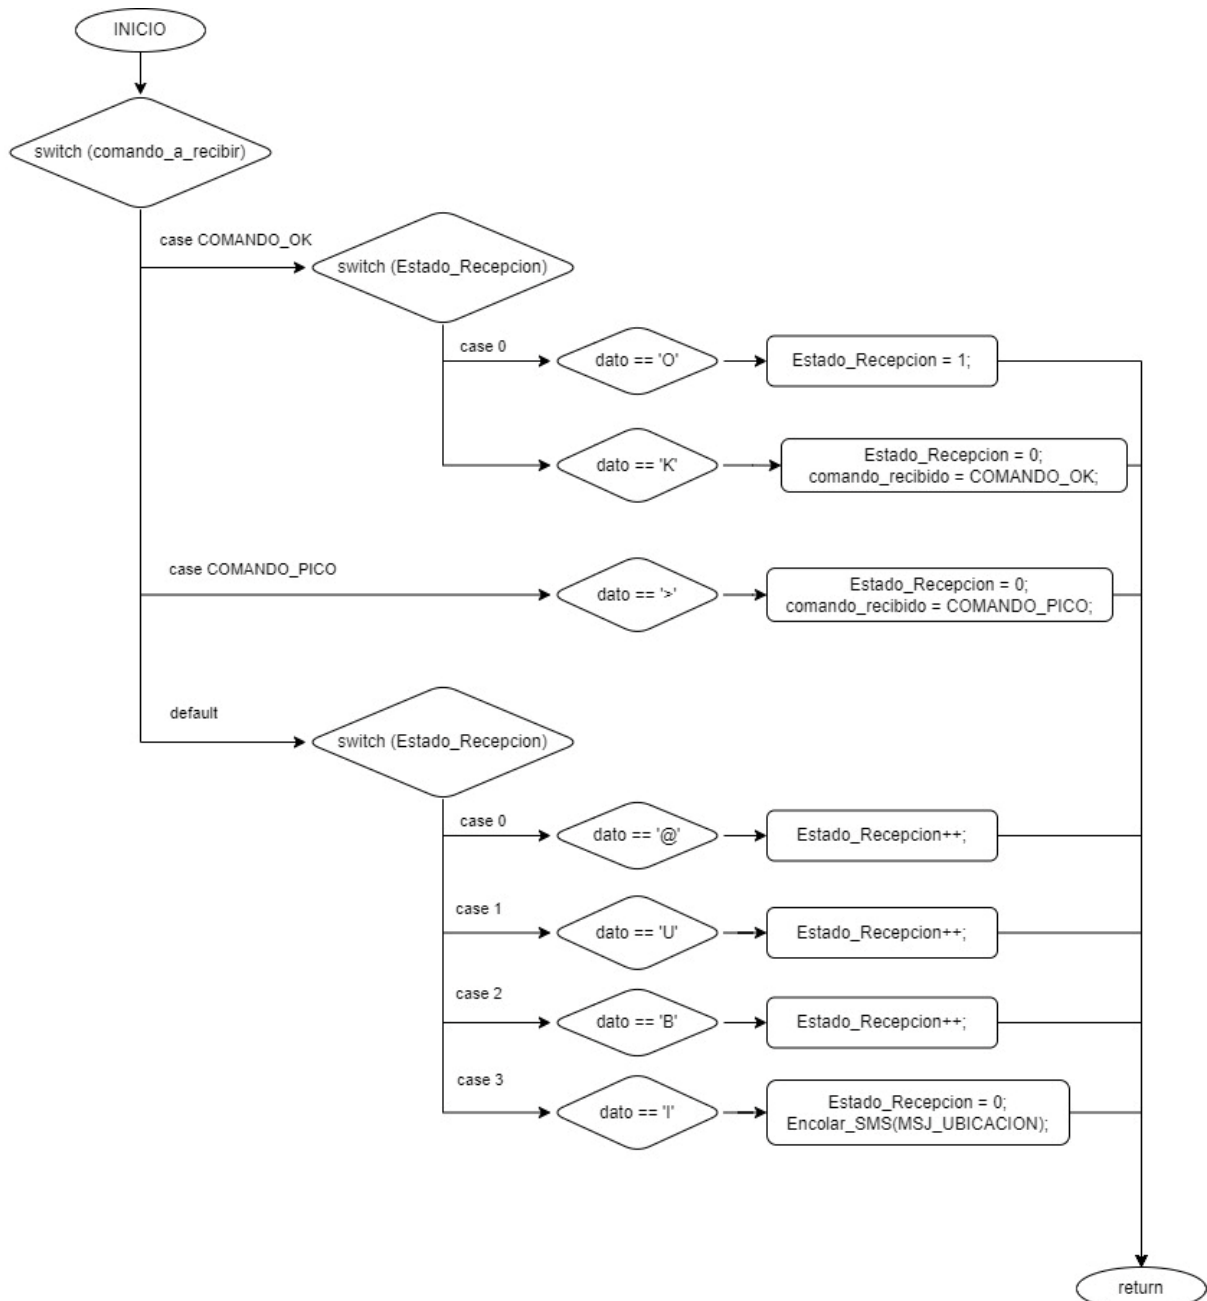 INICIO
switch (comando_a_recibir)
case COMANDO_OK
switch (Estado_Recepcion)
case 0
dato == 'O'
Estado_Recepcion = 1;
dato == 'K'
Estado_Recepcion = 0;
comando_recibido = COMANDO_OK;
case COMANDO_PICO
dato == '>'
Estado_Recepcion = 0;
comando_recibido = COMANDO_PICO;
default
switch (Estado_Recepcion)
case 0
dato == '@'
Estado_Recepcion++;
case 1
dato == 'U'
Estado_Recepcion++;
case 2
dato == 'B'
Estado_Recepcion++;
case 3
dato == 'I'
Estado_Recepcion = 0;
Encolar_SMS(MSJ_UBICACION);
return